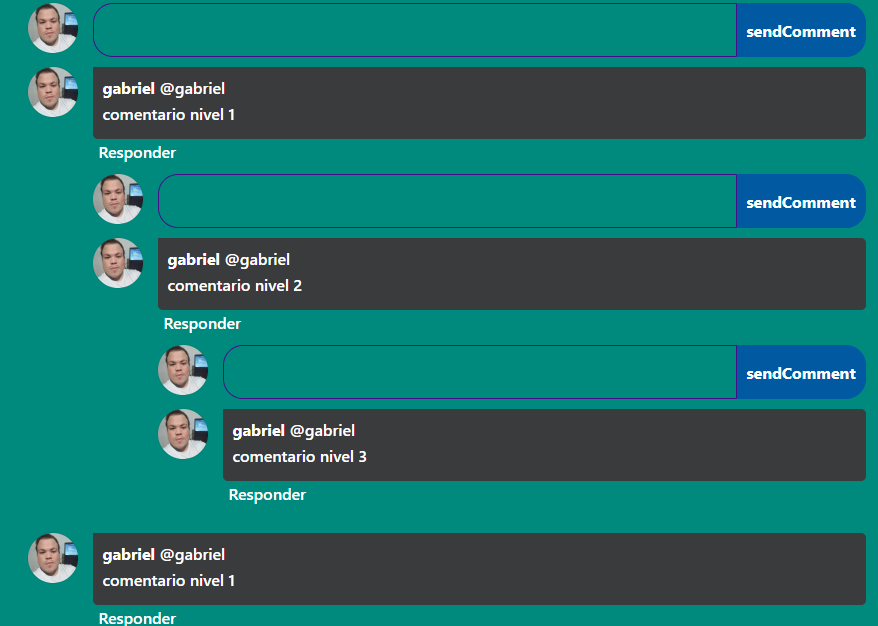 sendComment
gabriel @gabriel
comentario nivel 1
Responder
sendComment
gabriel @gabriel
comentario nivel 2
Responder
sendComment
gabriel @gabriel
comentario nivel 3
Responder
gabriel @gabriel
comentario nivel 1
Responder